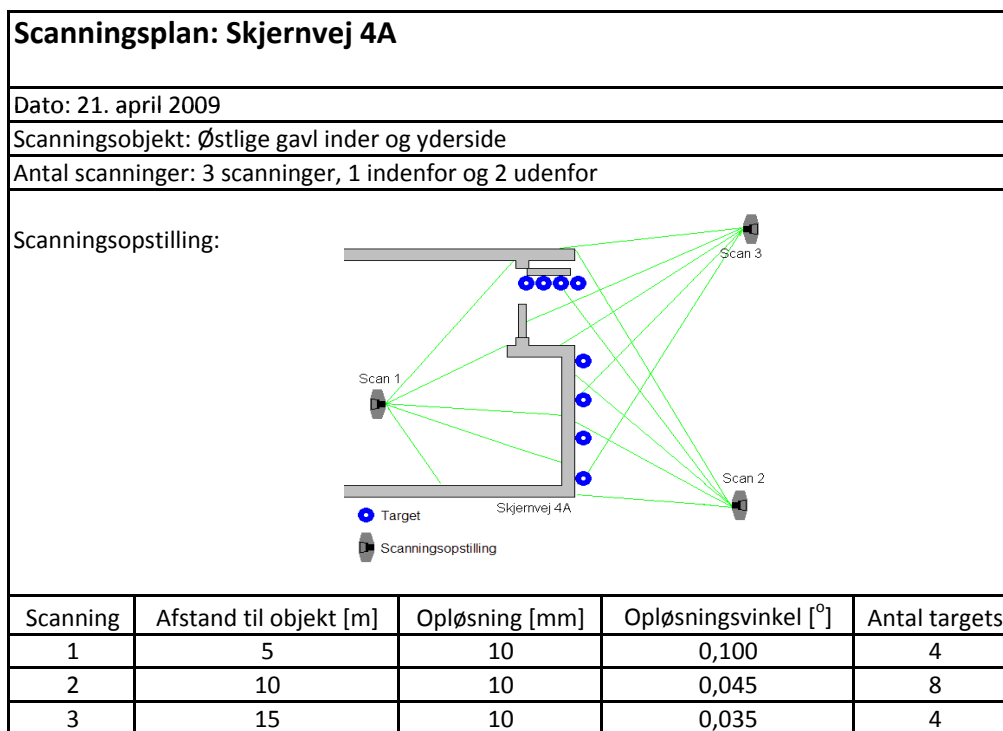 Scanningsplan: Skjernvej 4A
Dato: 21. april 2009
Scanningsobjekt: Østlige gavl inder og yderside
Antal scanninger: 3 scanninger, 1 indenfor og 2 udenfor
Scanningsopstilling:
Scan 3
Scan 1
Scan 2
Skjernvej 4A
Target
Scanningsopstilling
Scanning Afstand til objekt [m] Opløsning [mm] Opløsningsvinkel [°] Antal targets
1 5 10 0,100 4
2 10 10 0,045 8
3 15 10 0,035 4